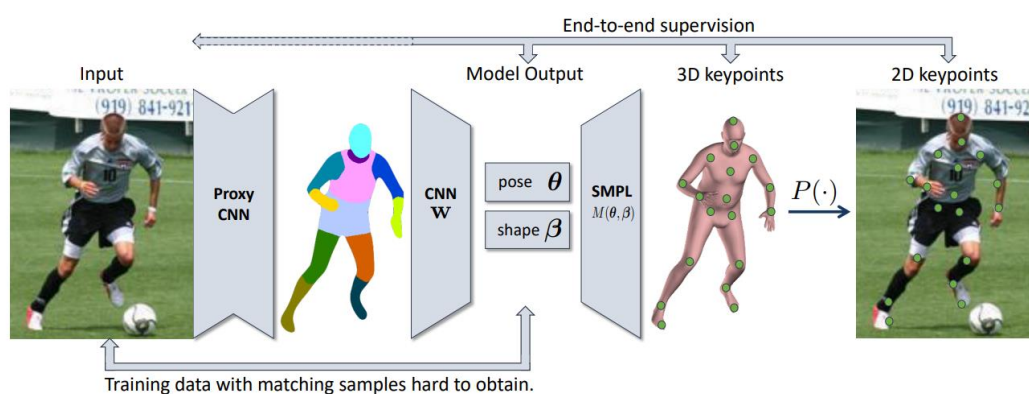 End-to-end supervision
Input
Model Output
3D keypoints
2D keypoints
(919) 841-921
10
Proxy
CNN
CNN
w
pose θ
shape β
SMPL
M(θ, β)
P(·)
(919) 841-921
10
Training data with matching samples hard to obtain.